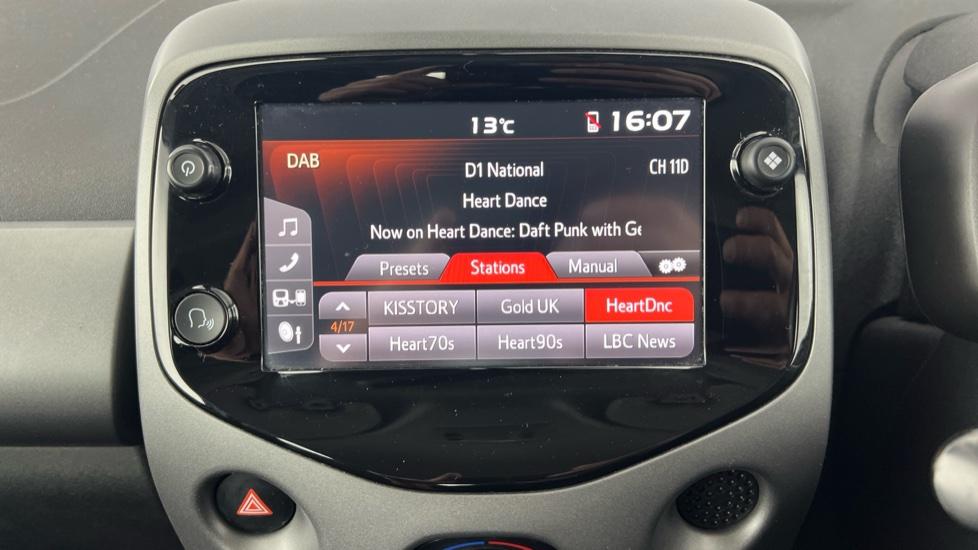 13°C 16:07
DAB D1 National CH 11D
Heart Dance
Now on Heart Dance: Daft Punk with Ge
Presets Stations Manual
KISSTORY Gold UK HeartDnc
4/17
Heart70s Heart90s LBC News